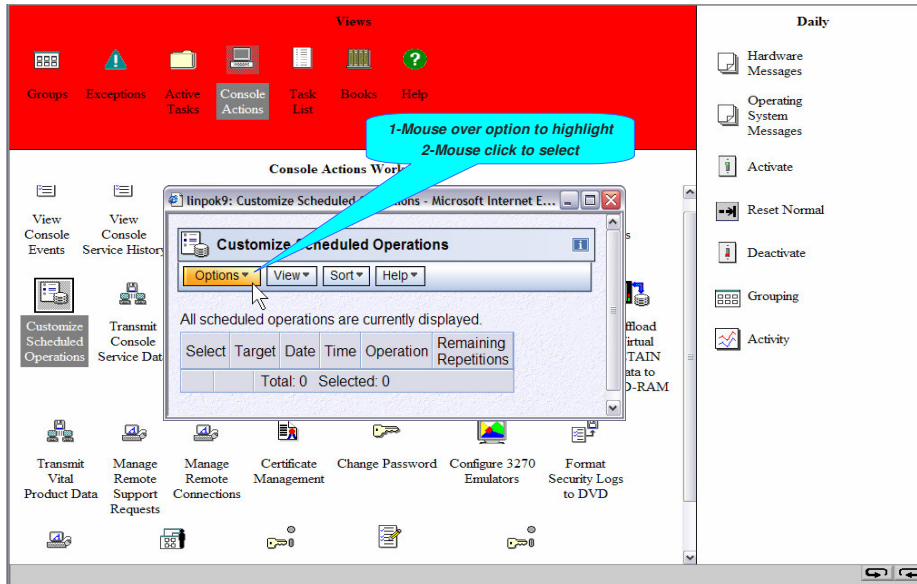 Views
Groups
Exceptions
Active
Tasks
Console
Actions
Task
List
Books
Help
1-Mouse over option to highlight
2-Mouse click to select
Console Actions Wor
View
Console
Events
View
Console
Service History
Customize
Scheduled
Operations
Transmit
Console
Service Dat
linpok9: Customize Scheduled Operations - Microsoft Internet E...
Customize Scheduled Operations
Options
View
Sort
Help
All scheduled operations are currently displayed.
Select
Target
Date
Time
Operation
Remaining
Repetitions
Total: 0 Selected: 0
s
ffload
irtual
TAIN
ata to
D-RAM
Transmit
Vital
Product Data
Manage
Remote
Support
Requests
Manage
Remote
Connections
Certificate
Management
Change Password
Configure 3270
Emulators
Format
Security Logs
to DVD
Daily
Hardware
Messages
Operating
System
Messages
Activate
Reset Normal
Deactivate
Grouping
Activity